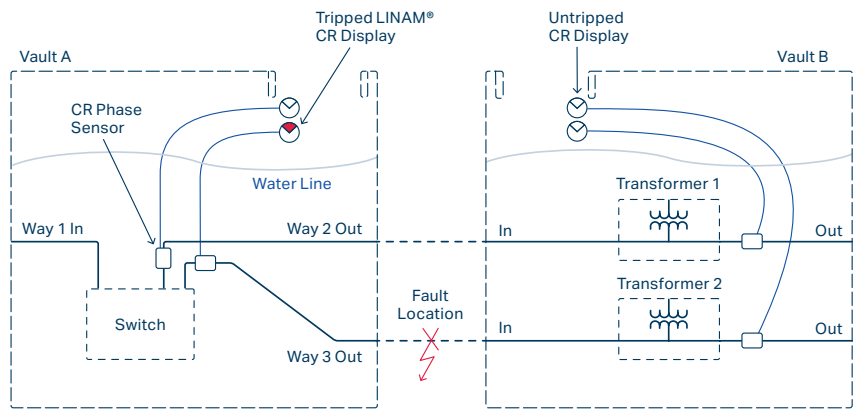 Tripped LINAM®
CR Display
Untripped
CR Display
Vault A
Vault B
CR Phase
Sensor
Water Line
Transformer 1
Way 1 In
Way 2 Out
In
Out
Transformer 2
Fault
Location
Switch
In
Out
Way 3 Out